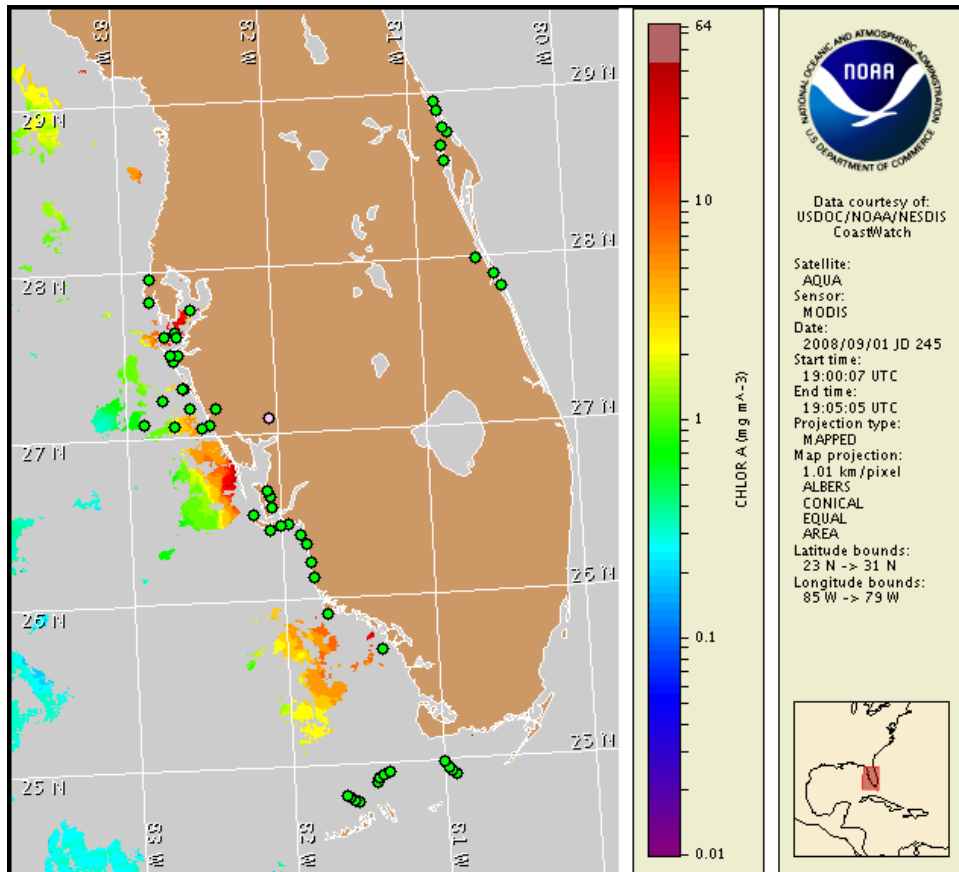 83 W
82 W
81 W
80 W
29 N
29 N
28 N
28 N
27 N
27 N
26 N
26 N
25 N
25 N
83 W
82 W
81 W
64
10
1
0.1
0.01
CHLOR A (mg m^-3)
NATIONAL OCEANIC AND ATMOSPHERIC ADMINISTRATION
NOAA
U.S. DEPARTMENT OF COMMERCE
Data courtesy of:
USDOC/NOAA/NESDIS
CoastWatch
Satellite:
AQUA
Sensor:
MODIS
Date:
2008/09/01 JD 245
Start time:
19:00:07 UTC
End time:
19:05:05 UTC
Projection type:
MAPPED
Map projection:
1.01 km/pixel
ALBERS
CONICAL
EQUAL
AREA
Latitude bounds:
23 N -> 31 N
Longitude bounds:
85 W -> 79 W